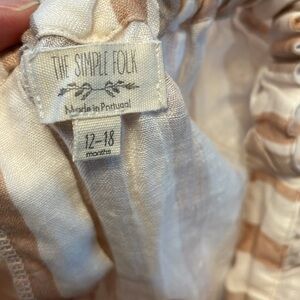 THE SIMPLE FOLK
Made in Portugal
12-18
months